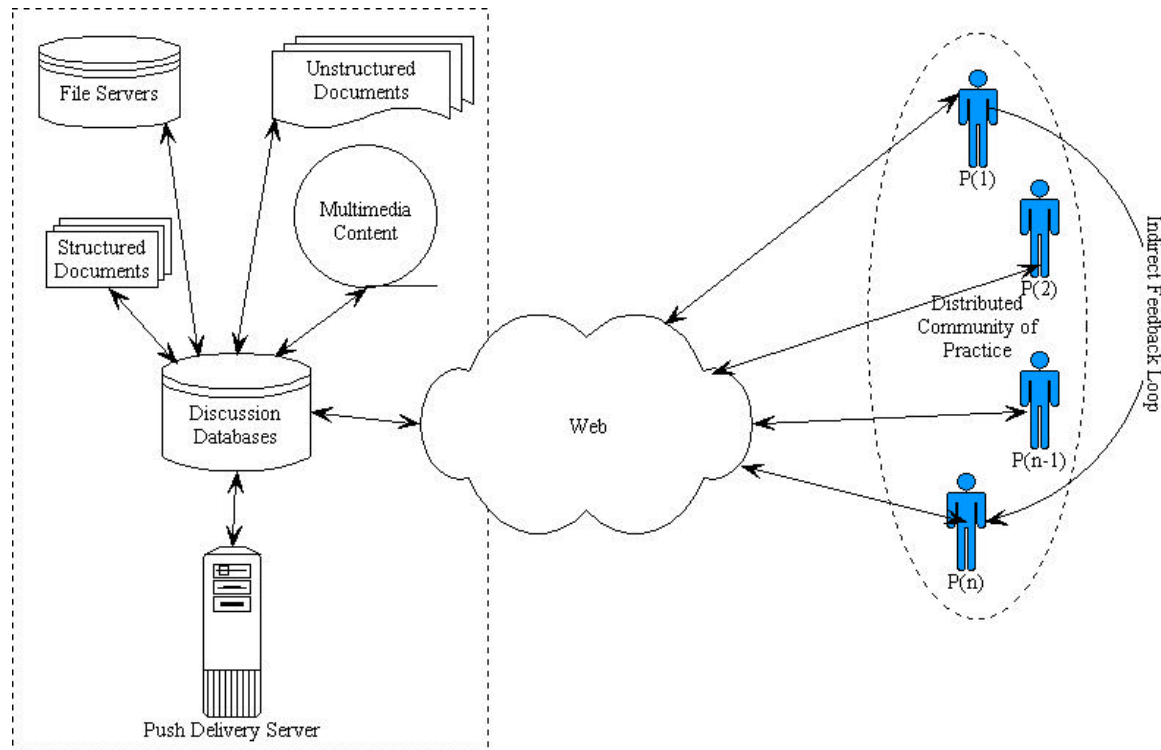 File Servers
Unstructured
Documents
Multimedia
Content
Structured
Documents
Discussion
Databases
Push Delivery Server
Web
P(1)
P(2)
Distributed
Community of
Practice
P(n-1)
P(n)
Indirect Feedback Loop